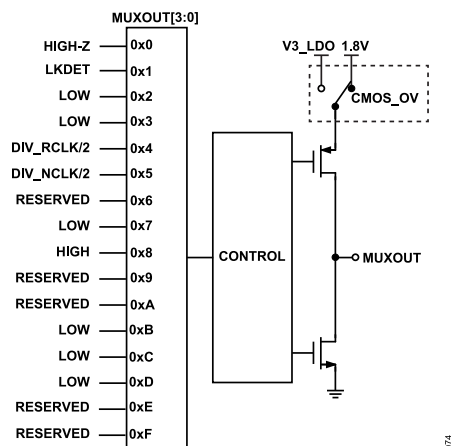 MUXOUT[3:0]
V3_LDO 1.8V
HIGH-Z 0x0
LKDET 0x1
CMOS_OV
LOW 0x2
LOW 0x3
DIV_RCLK/2 0x4
DIV_NCLK/2 0x5
RESERVED 0x6
LOW 0x7
HIGH 0x8
CONTROL
MUXOUT
RESERVED 0x9
RESERVED 0xA
LOW 0xB
LOW 0xC
LOW 0xD
RESERVED 0xE
RESERVED 0xF